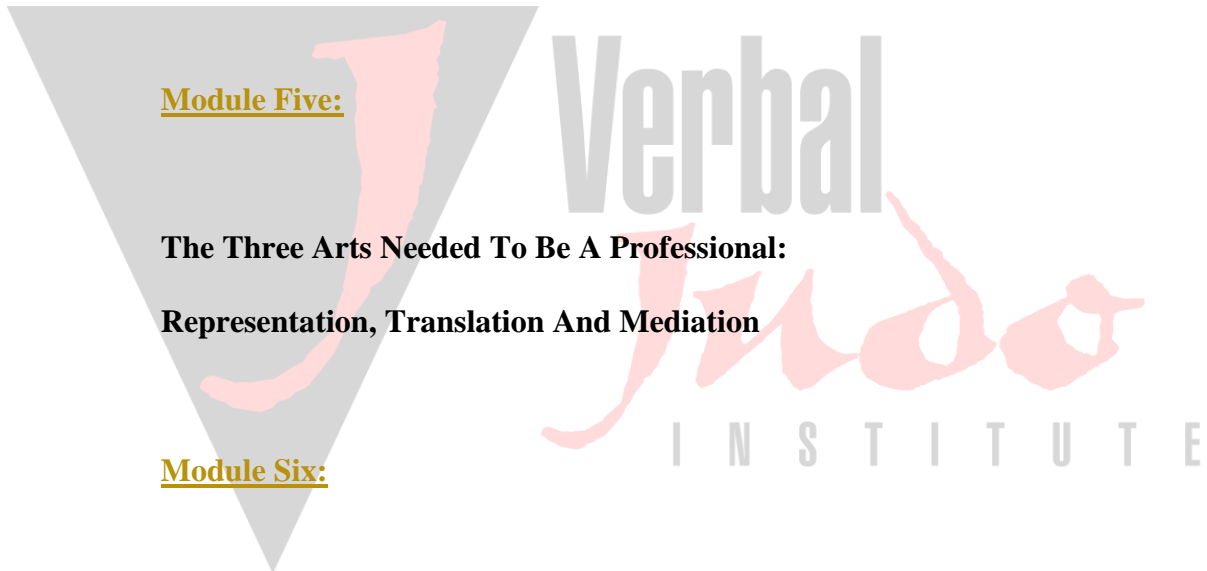 Module Five:
Verbal
The Three Arts Needed To Be A Professional:
Representation, Translation And Mediation
Judo
INSTITUTE
Module Six: